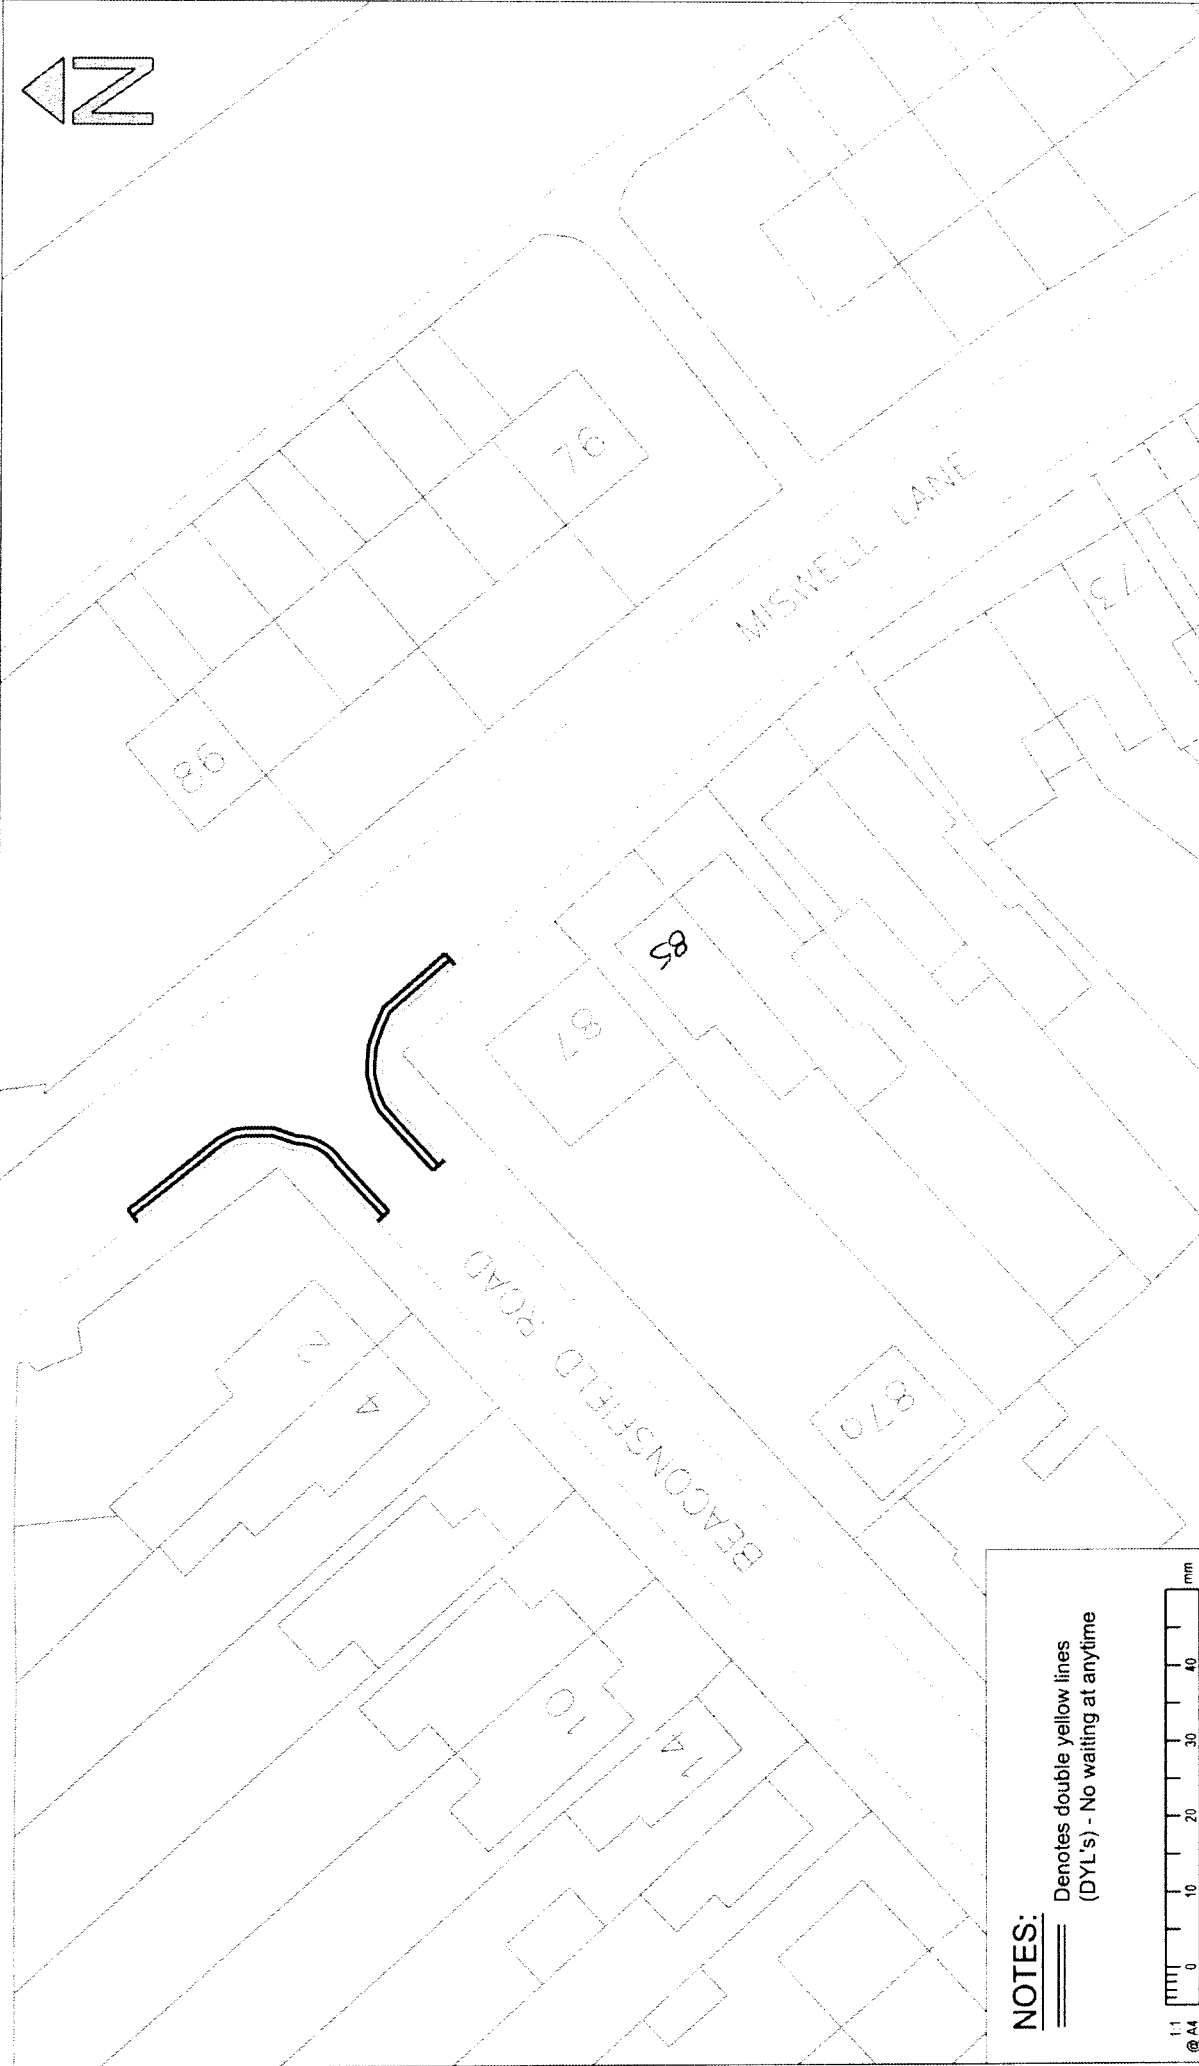 N
98
76
MISWELL LANE
73
85
87
2
4
BEACONSFIELD ROAD
87a
10
14
NOTES:
Denotes double yellow lines
(DYL's) - No waiting at anytime
1:1
@ A4
0 10 20 30 40 mm